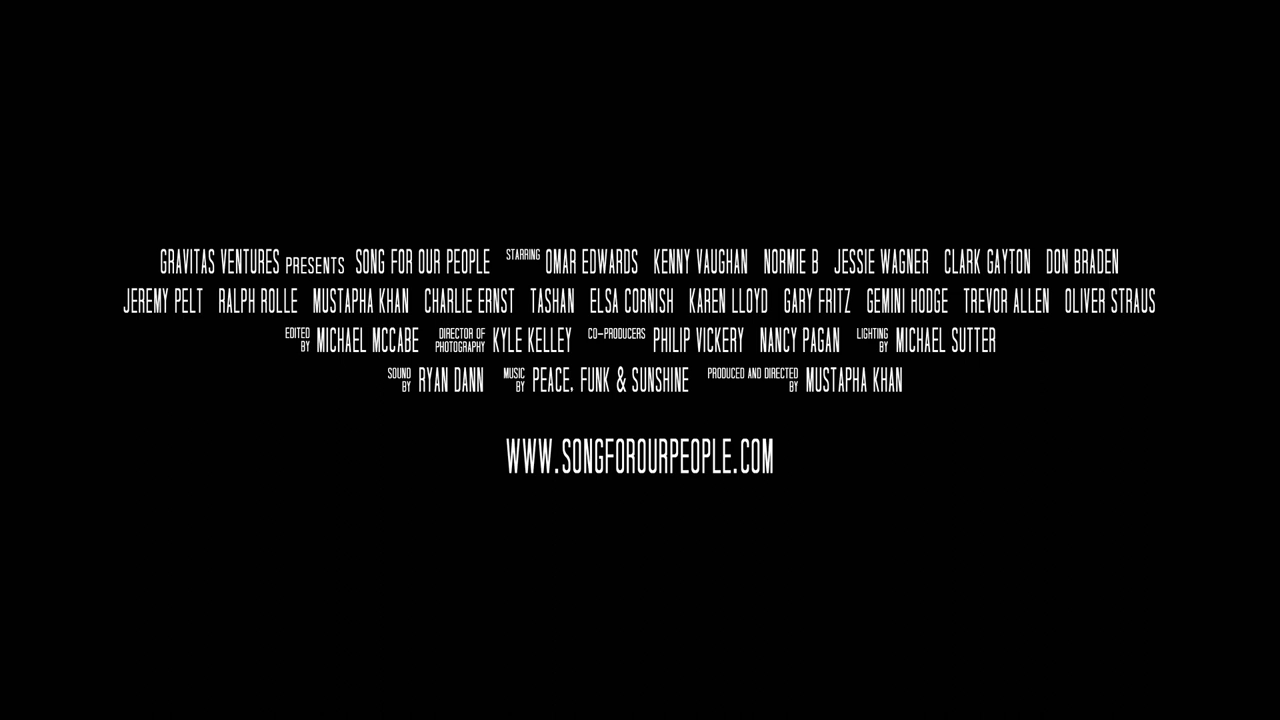 GRAVITAS VENTURES PRESENTS SONG FOR OUR PEOPLE STARRING OMAR EDWARDS KENNY VAUGHAN NORMIE B JESSIE WAGNER CLARK GAYTON DON BRADEN
JEREMY PELT RALPH ROLLE MUSTAPHA KHAN CHARLIE ERNST TASHAN ELSA CORNISH KAREN LLOYD GARY FRITZ GEMINI HODGE TREVOR ALLEN OLIVER STRAUS
EDITED BY MICHAEL MCCABE DIRECTOR OF PHOTOGRAPHY KYLE KELLEY CO-PRODUCERS PHILIP VICKERY NANCY PAGAN LIGHTING BY MICHAEL SUTTER
SOUND BY RYAN DANN MUSIC BY PEACE. FUNK & SUNSHINE PRODUCED AND DIRECTED BY MUSTAPHA KHAN
WWW.SONGFOROURPEOPLE.COM